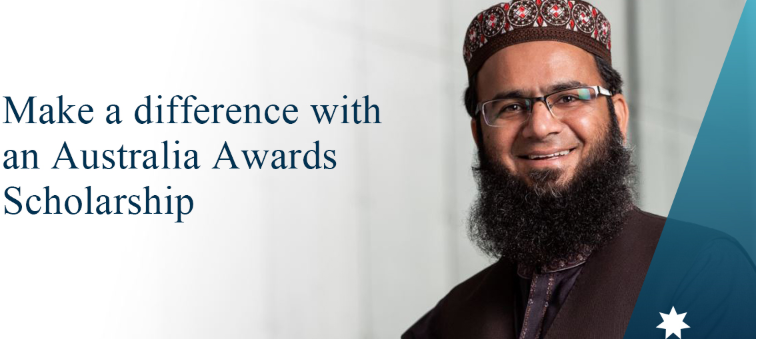 Make a difference with
an Australia Awards
Scholarship